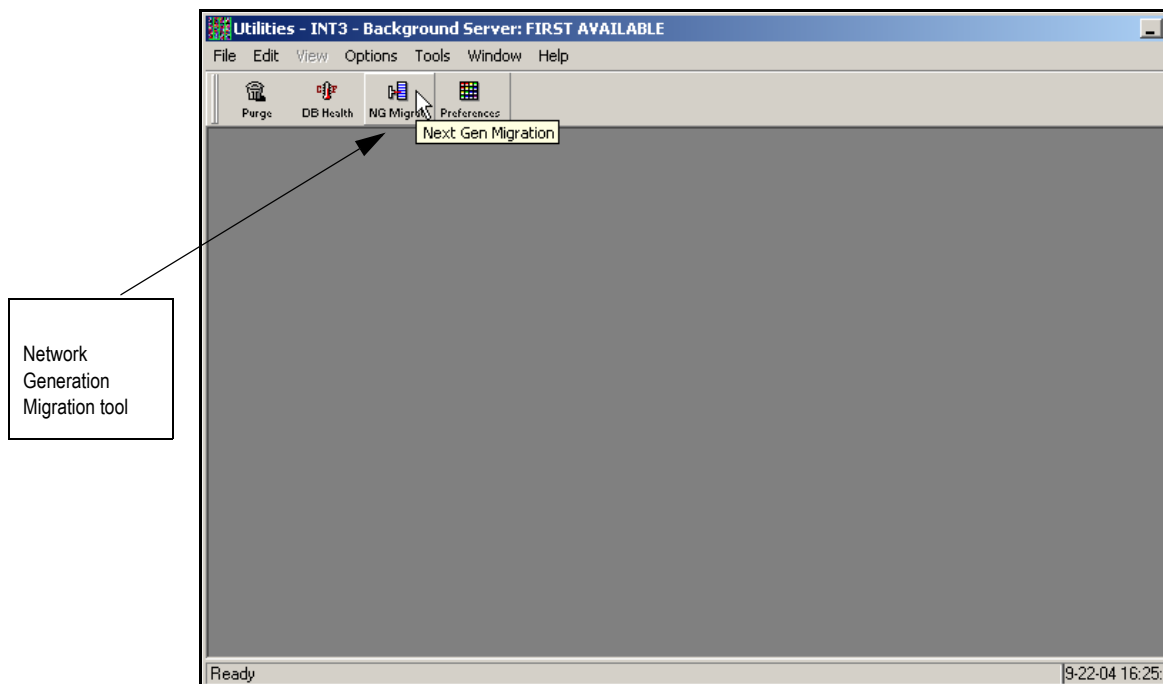 Utilities - INT3 - Background Server: FIRST AVAILABLE
File Edit View Options Tools Window Help
Purge DB Health NG Migra Preferences
Next Gen Migration
Network
Generation
Migration tool
Ready 9-22-04 16:25: